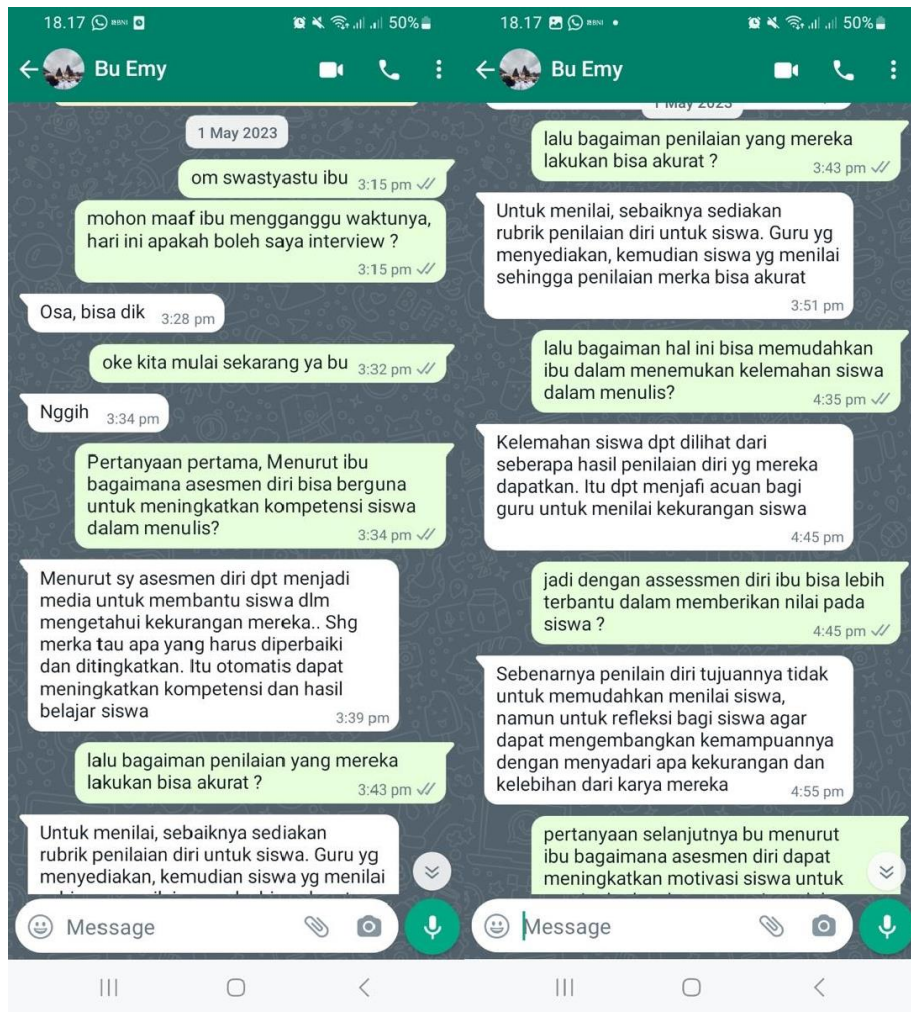 18.17 BNI 50%
Bu Emy
1 May 2023
om swastyastu ibu 3:15 pm
mohon maaf ibu mengganggu waktunya,
hari ini apakah boleh saya interview ?
3:15 pm
Osa, bisa dik 3:28 pm
oke kita mulai sekarang ya bu 3:32 pm
Nggih 3:34 pm
Pertanyaan pertama, Menurut ibu
bagaimana asesmen diri bisa berguna
untuk meningkatkan kompetensi siswa
dalam menulis? 3:34 pm
Menurut sy asesmen diri dpt menjadi
media untuk membantu siswa dlm
mengetahui kekurangan mereka.. Shg
merka tau apa yang harus diperbaiki
dan ditingkatkan. Itu otomatis dapat
meningkatkan kompetensi dan hasil
belajar siswa 3:39 pm
lalu bagaiman penilaian yang mereka
lakukan bisa akurat ? 3:43 pm
Untuk menilai, sebaiknya sediakan
rubrik penilaian diri untuk siswa. Guru yg
menyediakan, kemudian siswa yg menilai
Message
18.17 BNI 50%
Bu Emy
1 May 2023
lalu bagaiman penilaian yang mereka
lakukan bisa akurat ? 3:43 pm
Untuk menilai, sebaiknya sediakan
rubrik penilaian diri untuk siswa. Guru yg
menyediakan, kemudian siswa yg menilai
sehingga penilaian merka bisa akurat
3:51 pm
lalu bagaiman hal ini bisa memudahkan
ibu dalam menemukan kelemahan siswa
dalam menulis? 4:35 pm
Kelemahan siswa dpt dilihat dari
seberapa hasil penilaian diri yg mereka
dapatkan. Itu dpt menjafi acuan bagi
guru untuk menilai kekurangan siswa
4:45 pm
jadi dengan assessmen diri ibu bisa lebih
terbantu dalam memberikan nilai pada
siswa ? 4:45 pm
Sebenarnya penilain diri tujuannya tidak
untuk memudahkan menilai siswa,
namun untuk refleksi bagi siswa agar
dapat mengembangkan kemampuannya
dengan menyadari apa kekurangan dan
kelebihan dari karya mereka 4:55 pm
pertanyaan selanjutnya bu menurut
ibu bagaimana asesmen diri dapat
meningkatkan motivasi siswa untuk
Message